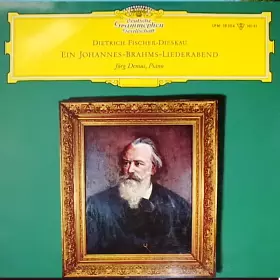 Deutsche
Grammophon
Gesellschaft
DIETRICH FISCHER-DIESKAU
EIN JOHANNES-BRAHMS-LIEDERABEND
Jörg Demus, Piano